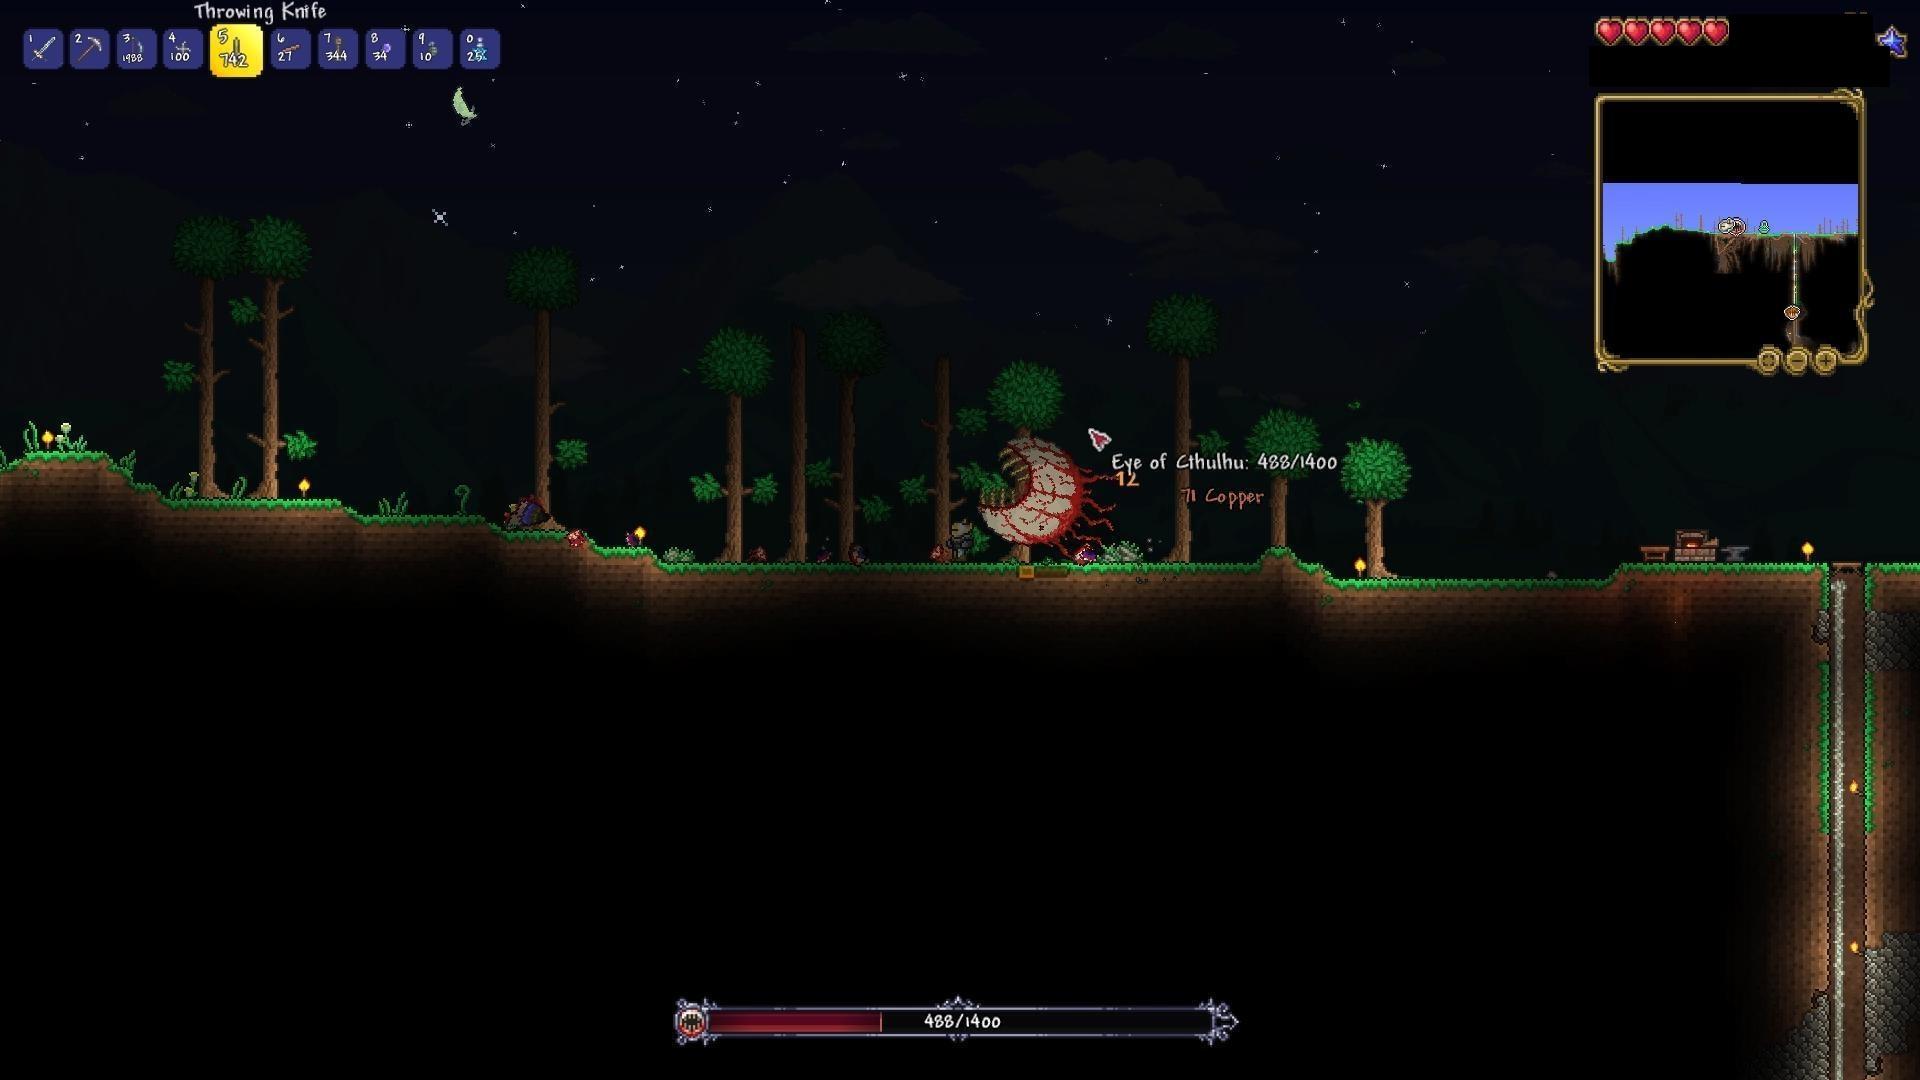 Throwing Knife
1 2 3 4 5 6 7 8 9 0
1988 100 742 27 344 34 10
Eye of Cthulhu: 488/1400
12
71 Copper
488/1400